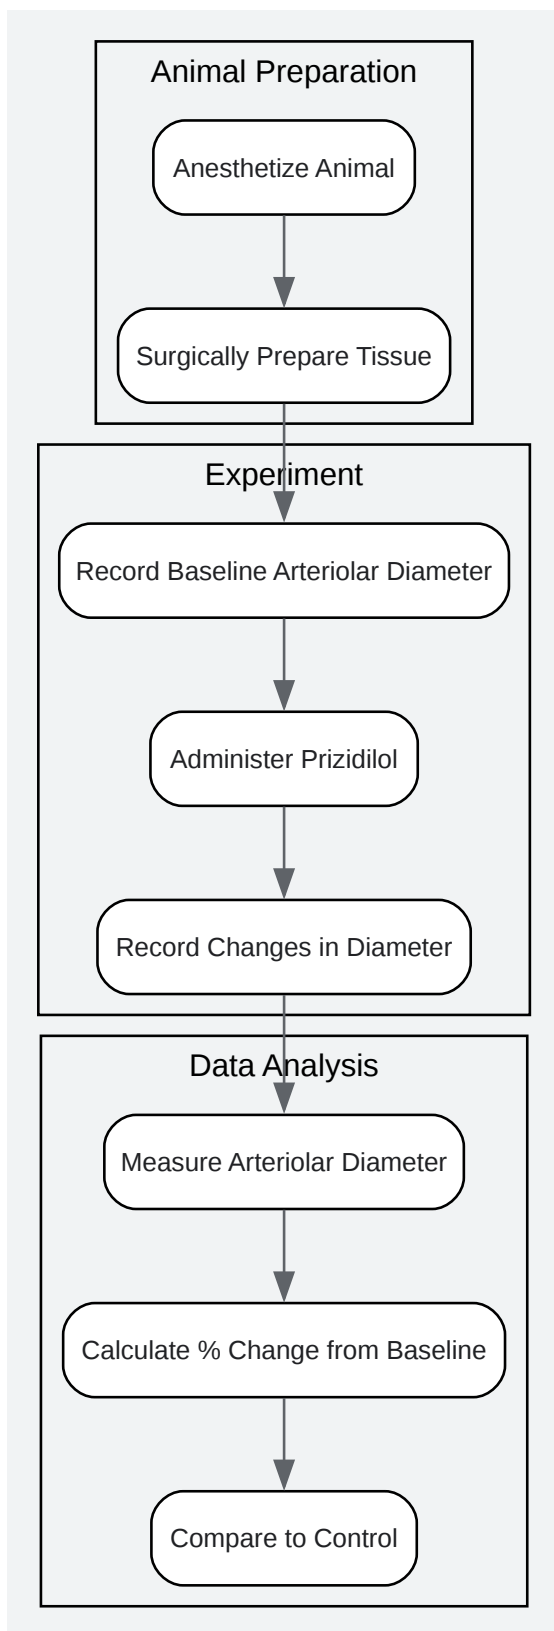 Animal Preparation
Anesthetize Animal
Surgically Prepare Tissue
Experiment
Record Baseline Arteriolar Diameter
Administer Prizidilol
Record Changes in Diameter
Data Analysis
Measure Arteriolar Diameter
Calculate % Change from Baseline
Compare to Control